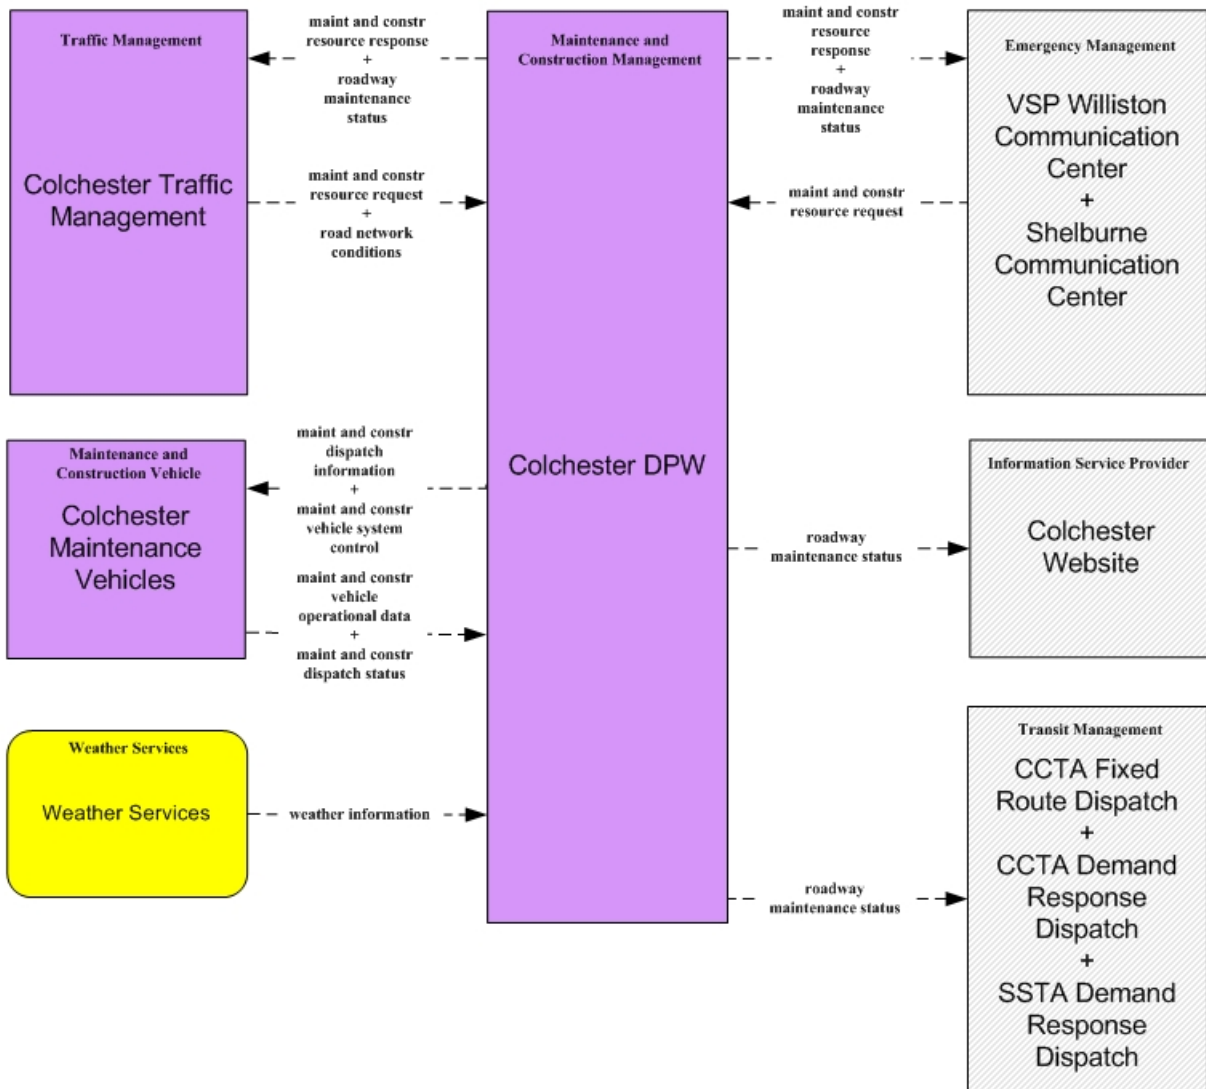 Traffic Management
Colchester Traffic
Management
maint and constr
resource response
+
roadway
maintenance
status
maint and constr
resource request
+
road network
conditions
Maintenance and
Construction Management
Colchester DPW
maint and constr
resource
response
+
roadway
maintenance
status
maint and constr
resource request
Emergency Management
VSP Williston
Communication
Center
+
Shelburne
Communication
Center
Maintenance and
Construction Vehicle
Colchester
Maintenance
Vehicles
maint and constr
dispatch
information
+
maint and constr
vehicle system
control
maint and constr
vehicle
operational data
+
maint and constr
dispatch status
roadway
maintenance status
Information Service Provider
Colchester
Website
Weather Services
Weather Services
weather information
roadway
maintenance status
Transit Management
CCTA Fixed
Route Dispatch
+
CCTA Demand
Response
Dispatch
+
SSTA Demand
Response
Dispatch